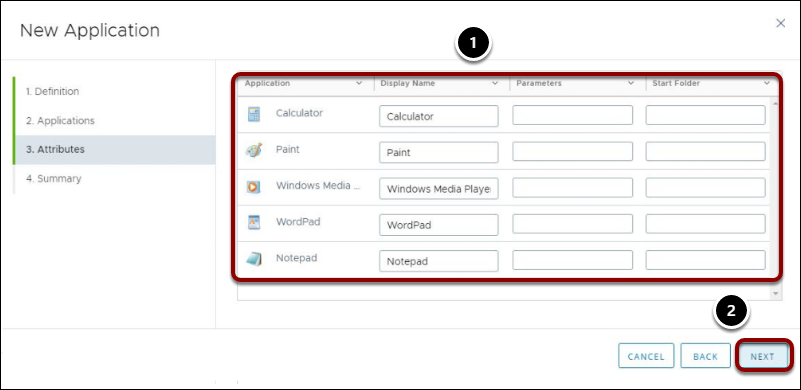 New Application
×
1
1. Definition
2. Applications
3. Attributes
4. Summary
Application Display Name Parameters Start Folder
Calculator Calculator
Paint Paint
Windows Media ... Windows Media Playe
WordPad WordPad
Notepad Notepad
2
CANCEL BACK NEXT